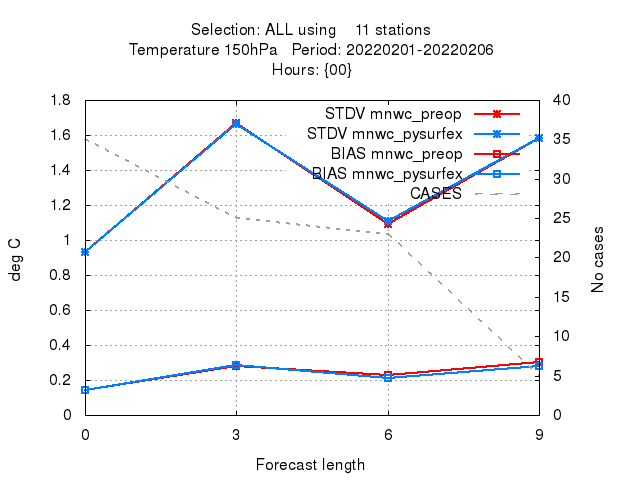 Selection: ALL using    11 stations
Temperature 150hPa   Period: 20220201-20220206
Hours: {00}
STDV mnwc_preop
STDV mnwc_pysurfex
BIAS mnwc_preop
BIAS mnwc_pysurfex
CASES
deg C
1.8
1.6
1.4
1.2
1
0.8
0.6
0.4
0.2
0
0 3 6 9
Forecast length
40
35
30
25
20
15
10
5
0
No cases